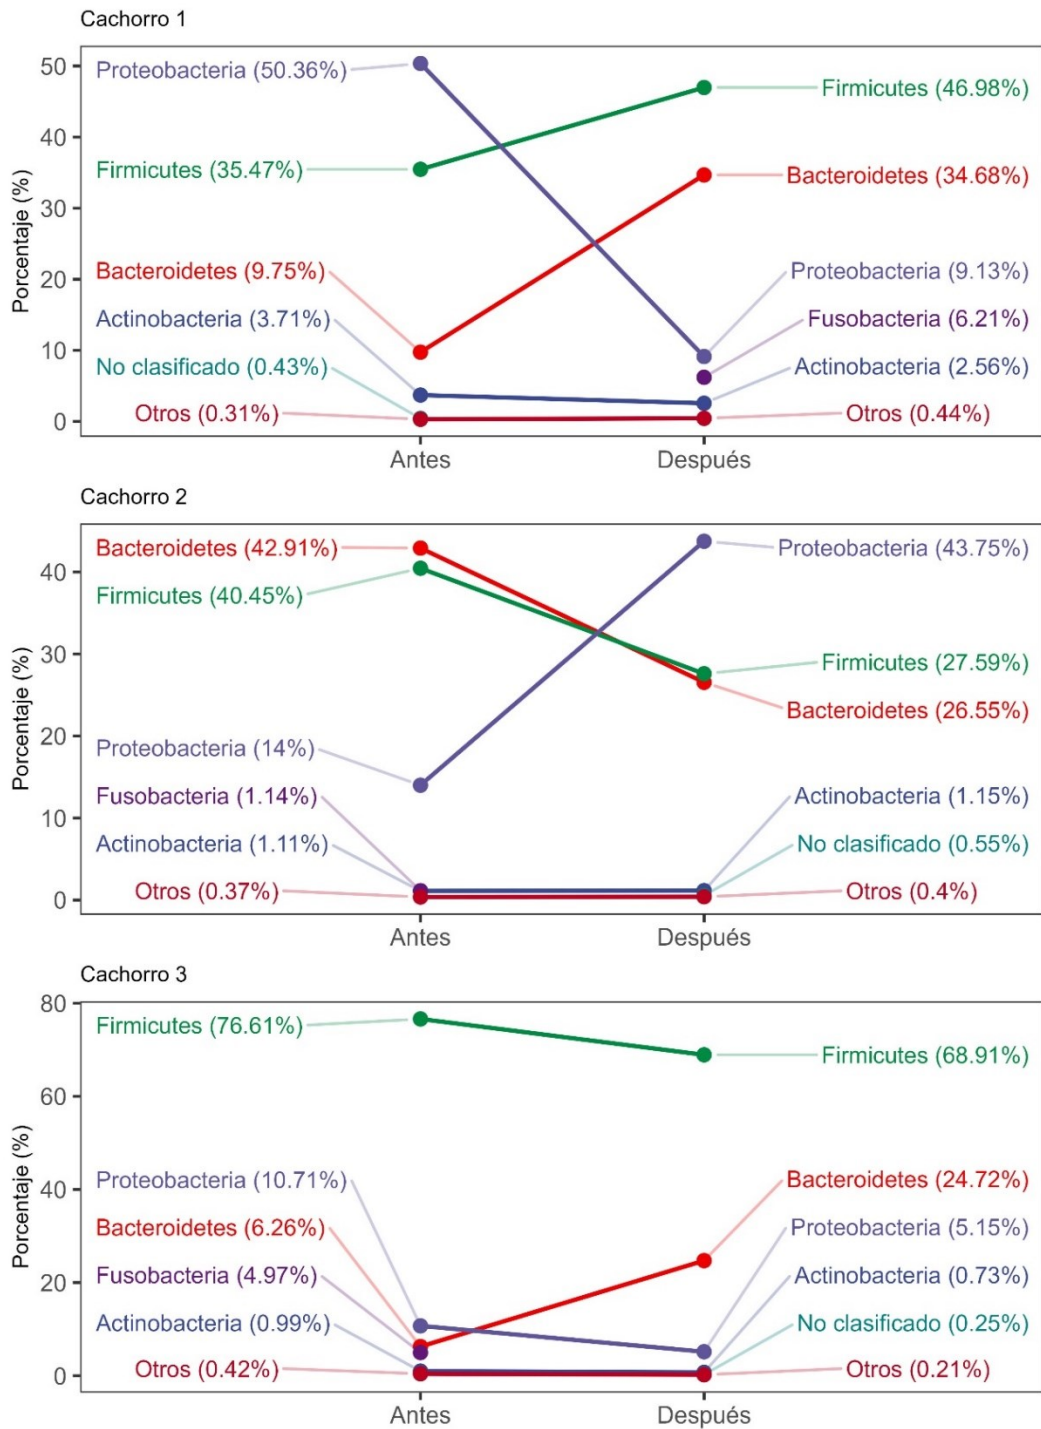 Cachorro 1
Porcentaje (%)
50
40
30
20
10
0
Proteobacteria (50.36%)
Firmicutes (35.47%)
Bacteroidetes (9.75%)
Actinobacteria (3.71%)
No clasificado (0.43%)
Otros (0.31%)
Firmicutes (46.98%)
Bacteroidetes (34.68%)
Proteobacteria (9.13%)
Fusobacteria (6.21%)
Actinobacteria (2.56%)
Otros (0.44%)
Antes
Después
Cachorro 2
Porcentaje (%)
40
30
20
10
0
Bacteroidetes (42.91%)
Firmicutes (40.45%)
Proteobacteria (14%)
Fusobacteria (1.14%)
Actinobacteria (1.11%)
Otros (0.37%)
Proteobacteria (43.75%)
Firmicutes (27.59%)
Bacteroidetes (26.55%)
Actinobacteria (1.15%)
No clasificado (0.55%)
Otros (0.4%)
Antes
Después
Cachorro 3
Porcentaje (%)
80
60
40
20
0
Firmicutes (76.61%)
Proteobacteria (10.71%)
Bacteroidetes (6.26%)
Fusobacteria (4.97%)
Actinobacteria (0.99%)
Otros (0.42%)
Firmicutes (68.91%)
Bacteroidetes (24.72%)
Proteobacteria (5.15%)
Actinobacteria (0.73%)
No clasificado (0.25%)
Otros (0.21%)
Antes
Después